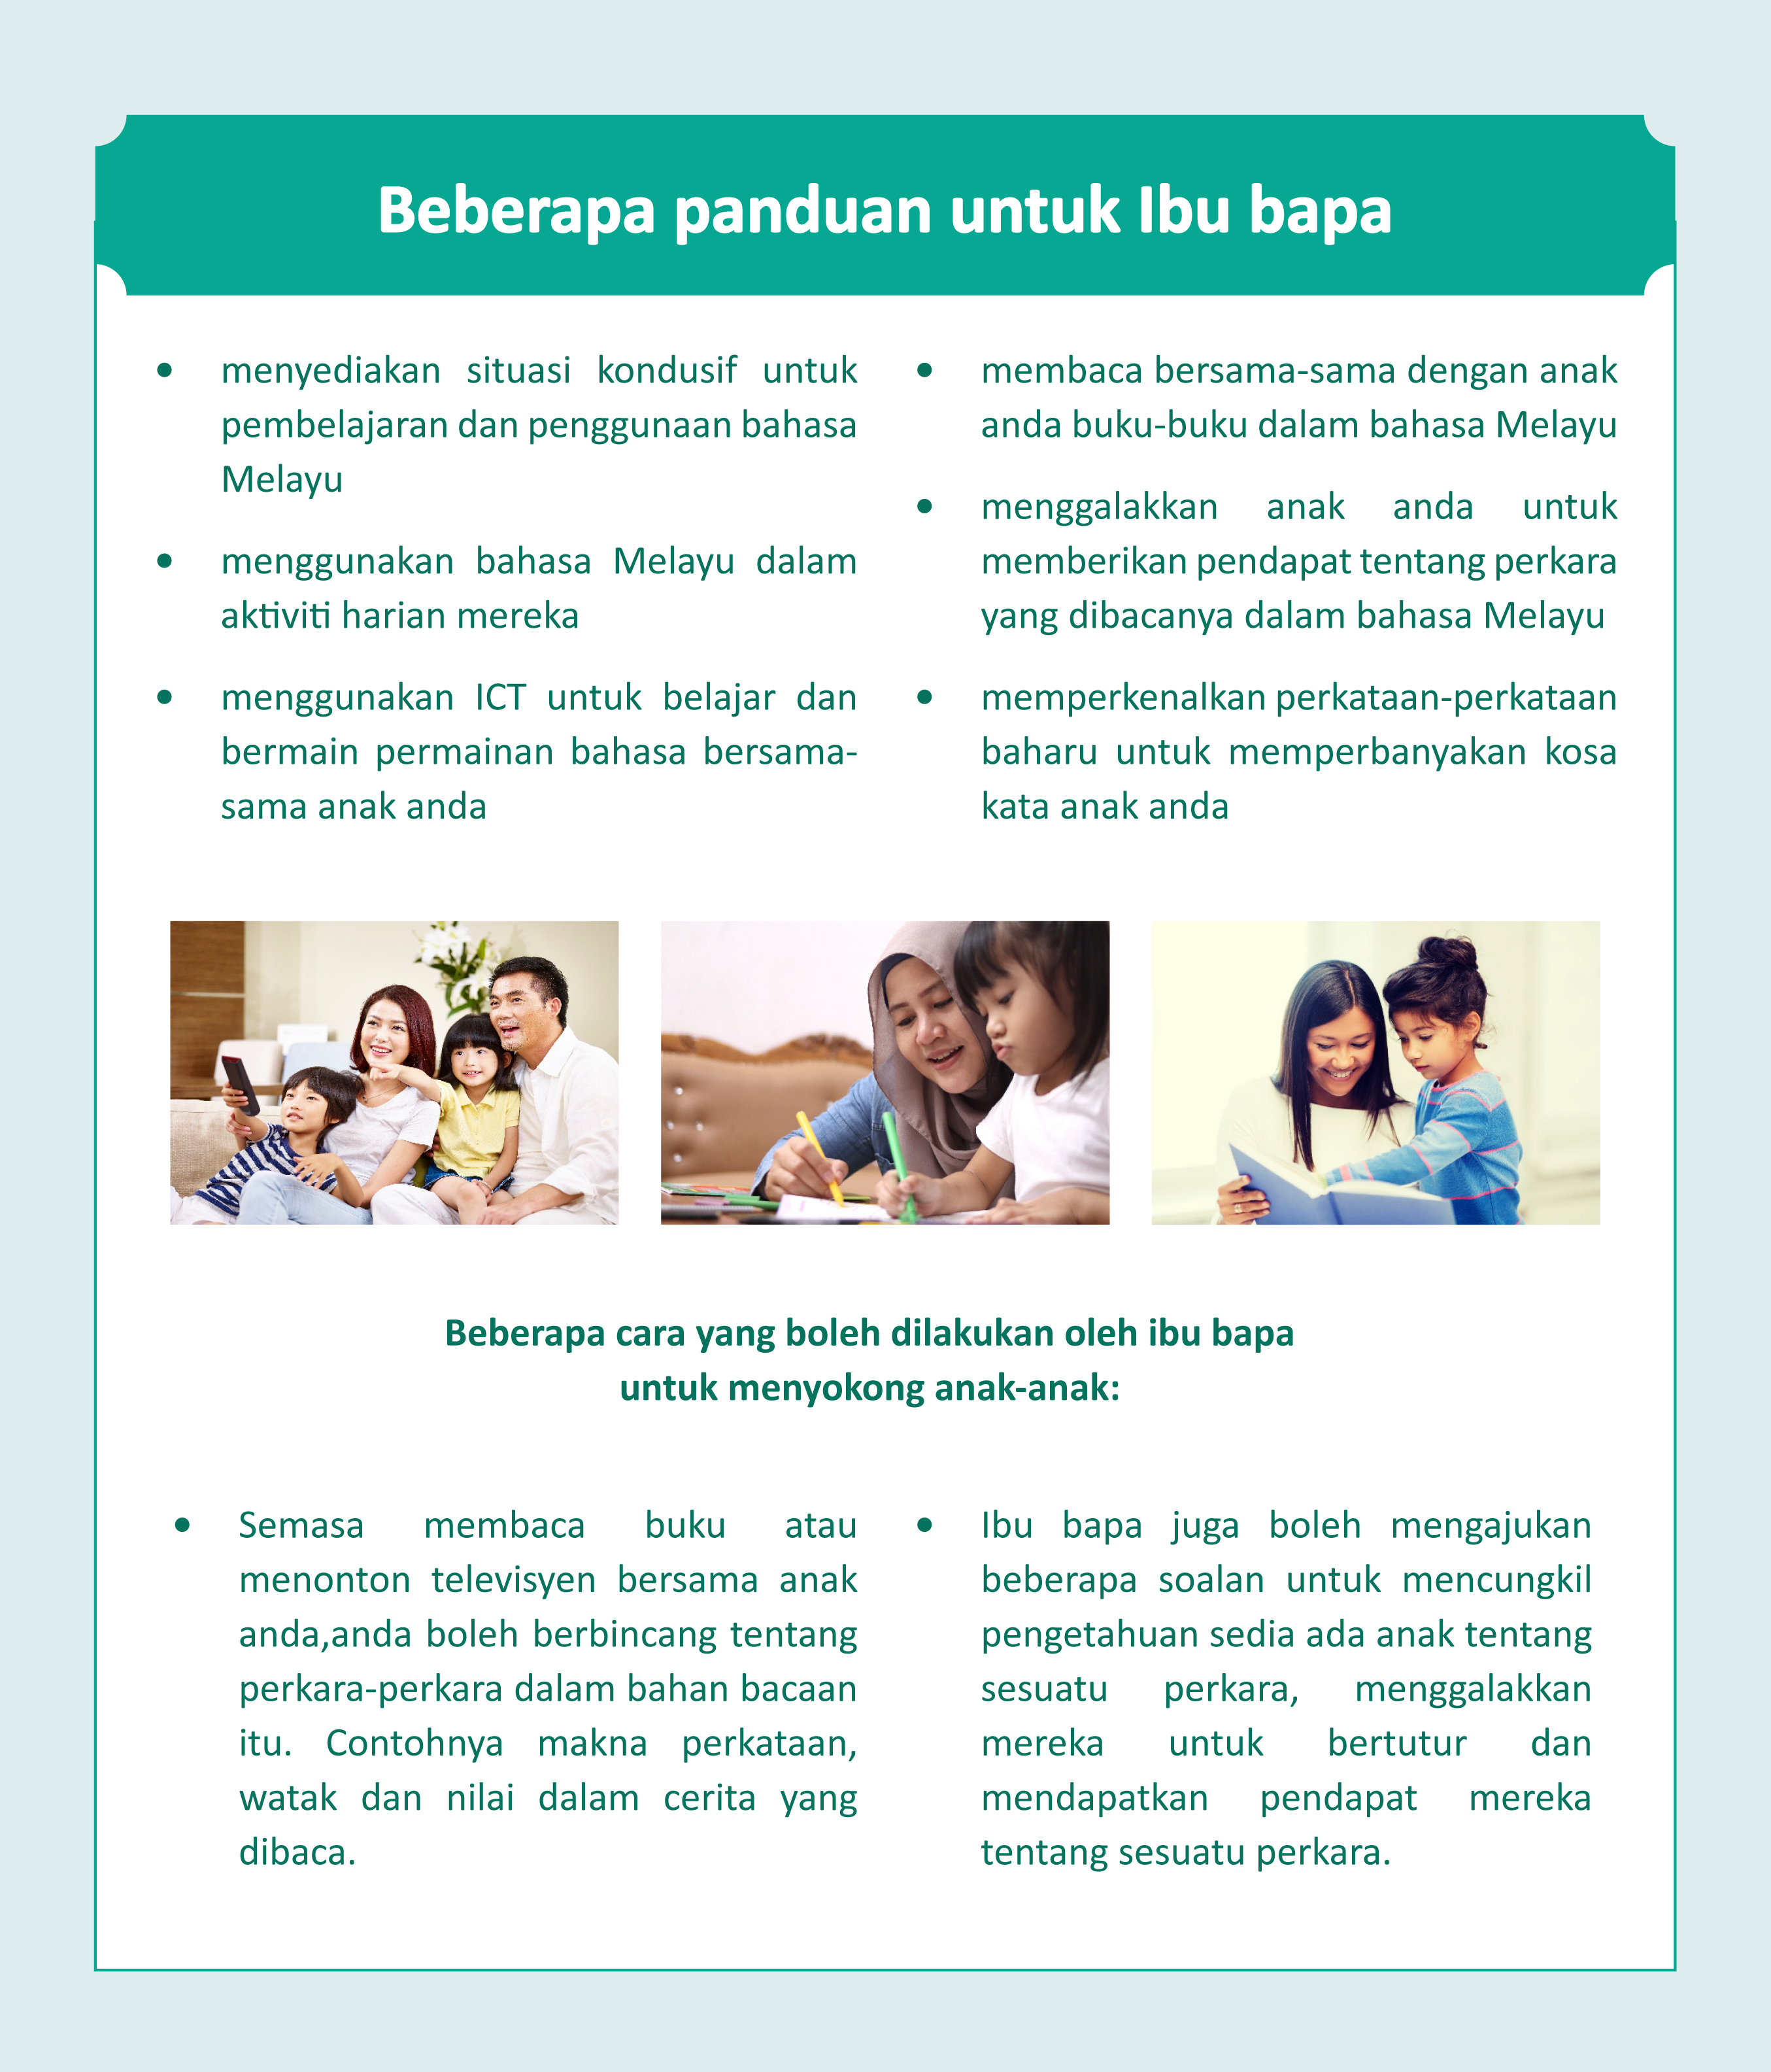 Beberapa panduan untuk Ibu bapa
• menyediakan situasi kondusif untuk
pembelajaran dan penggunaan bahasa
Melayu
• menggunakan bahasa Melayu dalam
aktiviti harian mereka
• menggunakan ICT untuk belajar dan
bermain permainan bahasa bersama-
sama anak anda
• membaca bersama-sama dengan anak
anda buku-buku dalam bahasa Melayu
• menggalakkan anak anda untuk
memberikan pendapat tentang perkara
yang dibacanya dalam bahasa Melayu
• memperkenalkan perkataan-perkataan
baharu untuk memperbanyakan kosa
kata anak anda
Beberapa cara yang boleh dilakukan oleh ibu bapa
untuk menyokong anak-anak:
• Semasa membaca buku atau
menonton televisyen bersama anak
anda,anda boleh berbincang tentang
perkara-perkara dalam bahan bacaan
itu. Contohnya makna perkataan,
watak dan nilai dalam cerita yang
dibaca.
• Ibu bapa juga boleh mengajukan
beberapa soalan untuk mencungkil
pengetahuan sedia ada anak tentang
sesuatu perkara, menggalakkan
mereka untuk bertutur dan
mendapatkan pendapat mereka
tentang sesuatu perkara.